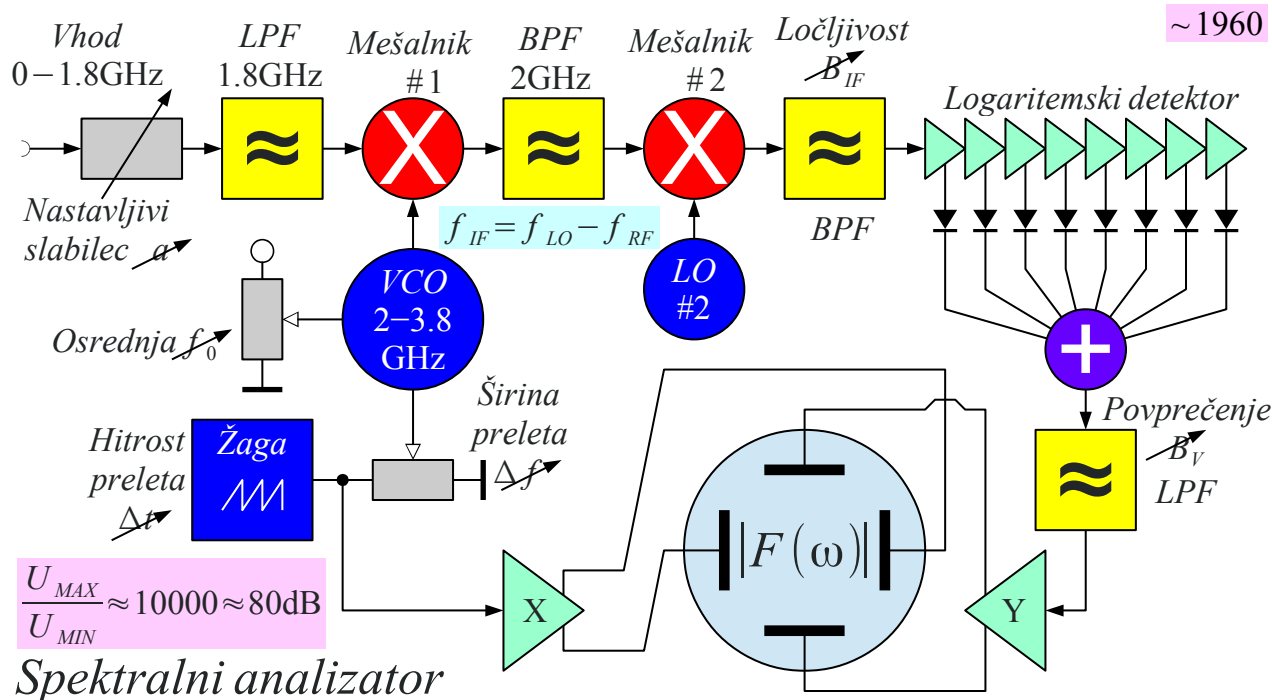 Vhod
0−1.8GHz
LPF
1.8GHz
Mešalnik
#1
BPF
2GHz
Mešalnik
#2
Ločljivost
B_IF
~1960
Logaritemski detektor
BPF
Nastavljivi
slabilec a
f_IF = f_LO − f_RF
VCO
2−3.8
GHz
LO
#2
Osrednja f_0
Širina
preleta
Δf
Hitrost
preleta
Δt
Žaga
+
Povprečenje
B_V
LPF
|F(ω)|
X
Y
U_MAX / U_MIN ≈ 10000 ≈ 80dB
Spektralni analizator